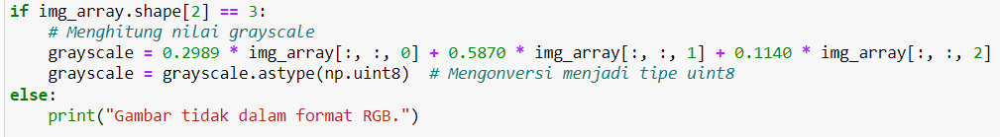 if img_array.shape[2] == 3:
    # Menghitung nilai grayscale
    grayscale = 0.2989 * img_array[:, :, 0] + 0.5870 * img_array[:, :, 1] + 0.1140 * img_array[:, :, 2]
    grayscale = grayscale.astype(np.uint8)  # Mengonversi menjadi tipe uint8
else:
    print("Gambar tidak dalam format RGB.")